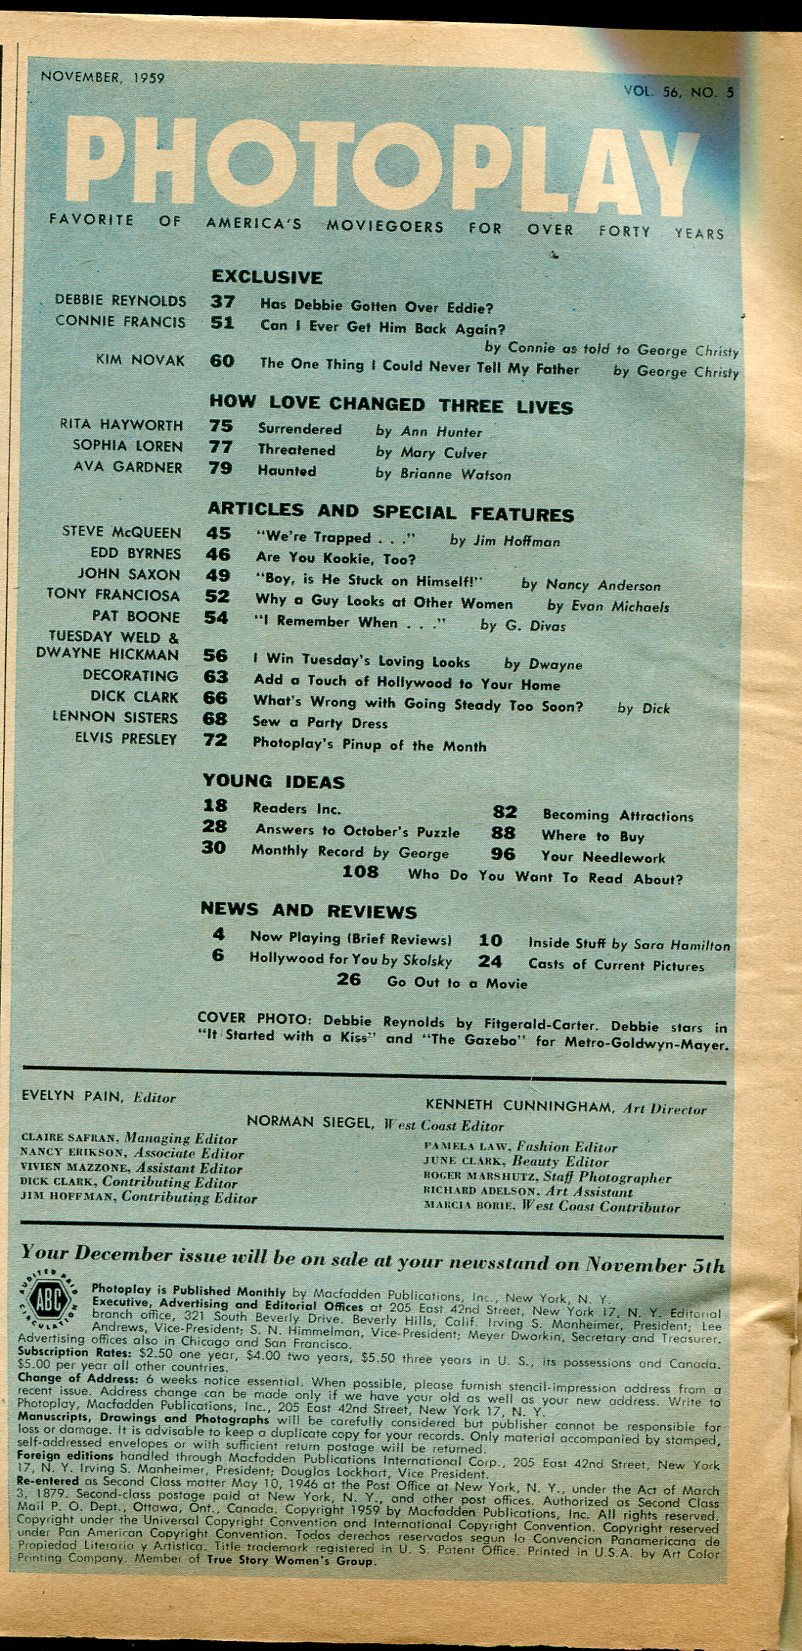 NOVEMBER, 1959
VOL. 56, NO. 5
PHOTOPLAY
FAVORITE OF AMERICA'S MOVIEGOERS FOR OVER FORTY YEARS
EXCLUSIVE
DEBBIE REYNOLDS 37 Has Debbie Gotten Over Eddie?
CONNIE FRANCIS 51 Can I Ever Get Him Back Again?
by Connie as told to George Christy
KIM NOVAK 60 The One Thing I Could Never Tell My Father by George Christy
HOW LOVE CHANGED THREE LIVES
RITA HAYWORTH 75 Surrendered by Ann Hunter
SOPHIA LOREN 77 Threatened by Mary Culver
AVA GARDNER 79 Haunted by Brianne Watson
ARTICLES AND SPECIAL FEATURES
STEVE McQUEEN 45 "We're Trapped . . ." by Jim Hoffman
EDD BYRNES 46 Are You Kookie, Too?
JOHN SAXON 49 "Boy, is He Stuck on Himself!" by Nancy Anderson
TONY FRANCIOSA 52 Why a Guy Looks at Other Women by Evan Michaels
PAT BOONE 54 "I Remember When . . ." by G. Divas
TUESDAY WELD &
DWAYNE HICKMAN 56 I Win Tuesday's Loving Looks by Dwayne
DECORATING 63 Add a Touch of Hollywood to Your Home
DICK CLARK 66 What's Wrong with Going Steady Too Soon? by Dick
LENNON SISTERS 68 Sew a Party Dress
ELVIS PRESLEY 72 Photoplay's Pinup of the Month
YOUNG IDEAS
18 Readers Inc. 82 Becoming Attractions
28 Answers to October's Puzzle 88 Where to Buy
30 Monthly Record by George 96 Your Needlework
108 Who Do You Want To Read About?
NEWS AND REVIEWS
4 Now Playing (Brief Reviews) 10 Inside Stuff by Sara Hamilton
6 Hollywood for You by Skolsky 24 Casts of Current Pictures
26 Go Out to a Movie
COVER PHOTO: Debbie Reynolds by Fitgerald-Carter. Debbie stars in
"It Started with a Kiss" and "The Gazebo" for Metro-Goldwyn-Mayer.
EVELYN PAIN, Editor
KENNETH CUNNINGHAM, Art Director
NORMAN SIEGEL, West Coast Editor
CLAIRE SAFRAN, Managing Editor
NANCY ERIKSON, Associate Editor
VIVIEN MAZZONE, Assistant Editor
DICK CLARK, Contributing Editor
JIM HOFFMAN, Contributing Editor
PAMELA LAW, Fashion Editor
JUNE CLARK, Beauty Editor
ROGER MARSHUTZ, Staff Photographer
RICHARD ADELSON, Art Assistant
MARCIA BORIE, West Coast Contributor
Your December issue will be on sale at your newsstand on November 5th
AUDITED PAID CIRCULATION
ABC
Photoplay is Published Monthly by Macfadden Publications, Inc., New York, N. Y.
Executive, Advertising and Editorial Offices at 205 East 42nd Street, New York 17, N. Y. Editorial
branch office, 321 South Beverly Drive, Beverly Hills, Calif. Irving S. Manheimer, President; Lee
Andrews, Vice-President; S. N. Himmelman, Vice-President; Meyer Dworkin, Secretary and Treasurer.
Advertising offices also in Chicago and San Francisco.
Subscription Rates: $2.50 one year, $4.00 two years, $5.50 three years in U. S., its possessions and Canada.
$5.00 per year all other countries.
Change of Address: 6 weeks notice essential. When possible, please furnish stencil-impression address from a
recent issue. Address change can be made only if we have your old as well as your new address. Write to
Photoplay, Macfadden Publications, Inc., 205 East 42nd Street, New York 17, N. Y.
Manuscripts, Drawings and Photographs will be carefully considered but publisher cannot be responsible for
loss or damage. It is advisable to keep a duplicate copy for your records. Only material accompanied by stamped,
self-addressed envelopes or with sufficient return postage will be returned.
Foreign editions handled through Macfadden Publications International Corp., 205 East 42nd Street, New York
17, N. Y. Irving S. Manheimer, President; Douglas Lockhart, Vice President.
Re-entered as Second Class matter May 10, 1946 at the Post Office at New York, N. Y., under the Act of March
3, 1879. Second-class postage paid at New York, N. Y., and other post offices. Authorized as Second Class
Mail P. O. Dept., Ottawa, Ont., Canada. Copyright 1959 by Macfadden Publications, Inc. All rights reserved.
Copyright under the Universal Copyright Convention and International Copyright Convention. Copyright reserved
under Pan American Copyright Convention. Todos derechos reservados segun la Convencion Panamericana de
Propiedad Literaria y Artistica. Title trademark registered in U. S. Patent Office. Printed in U.S.A. by Art Color
Printing Company. Member of True Story Women's Group.